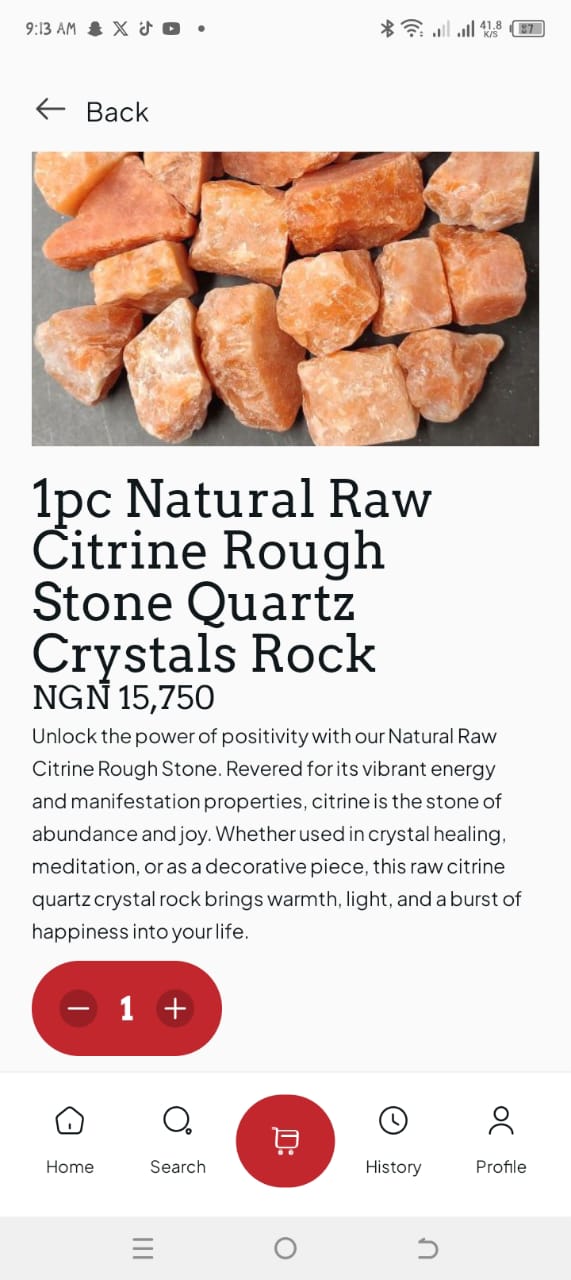 9:13 AM
41.8
K/S
87
Back
1pc Natural Raw
Citrine Rough
Stone Quartz
Crystals Rock
NGN 15,750
Unlock the power of positivity with our Natural Raw
Citrine Rough Stone. Revered for its vibrant energy
and manifestation properties, citrine is the stone of
abundance and joy. Whether used in crystal healing,
meditation, or as a decorative piece, this raw citrine
quartz crystal rock brings warmth, light, and a burst of
happiness into your life.
1
Home Search History Profile